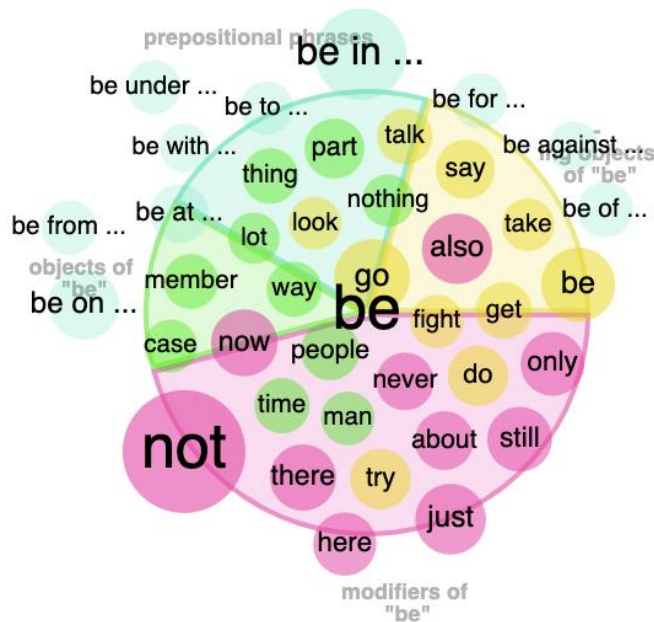 prepositional phrases
be in ...
be under ...
be to ...
be for ...
be with ...
part
talk
be against ...
-
ing objects
of "be"
thing
say
nothing
be from ...
be at ...
look
take
be of ...
lot
also
objects of
"be"
member
way
go
be
be on ...
be
fight
get
case
now
people
only
never
do
time
man
not
about
still
there
try
just
here
modifiers of
"be"